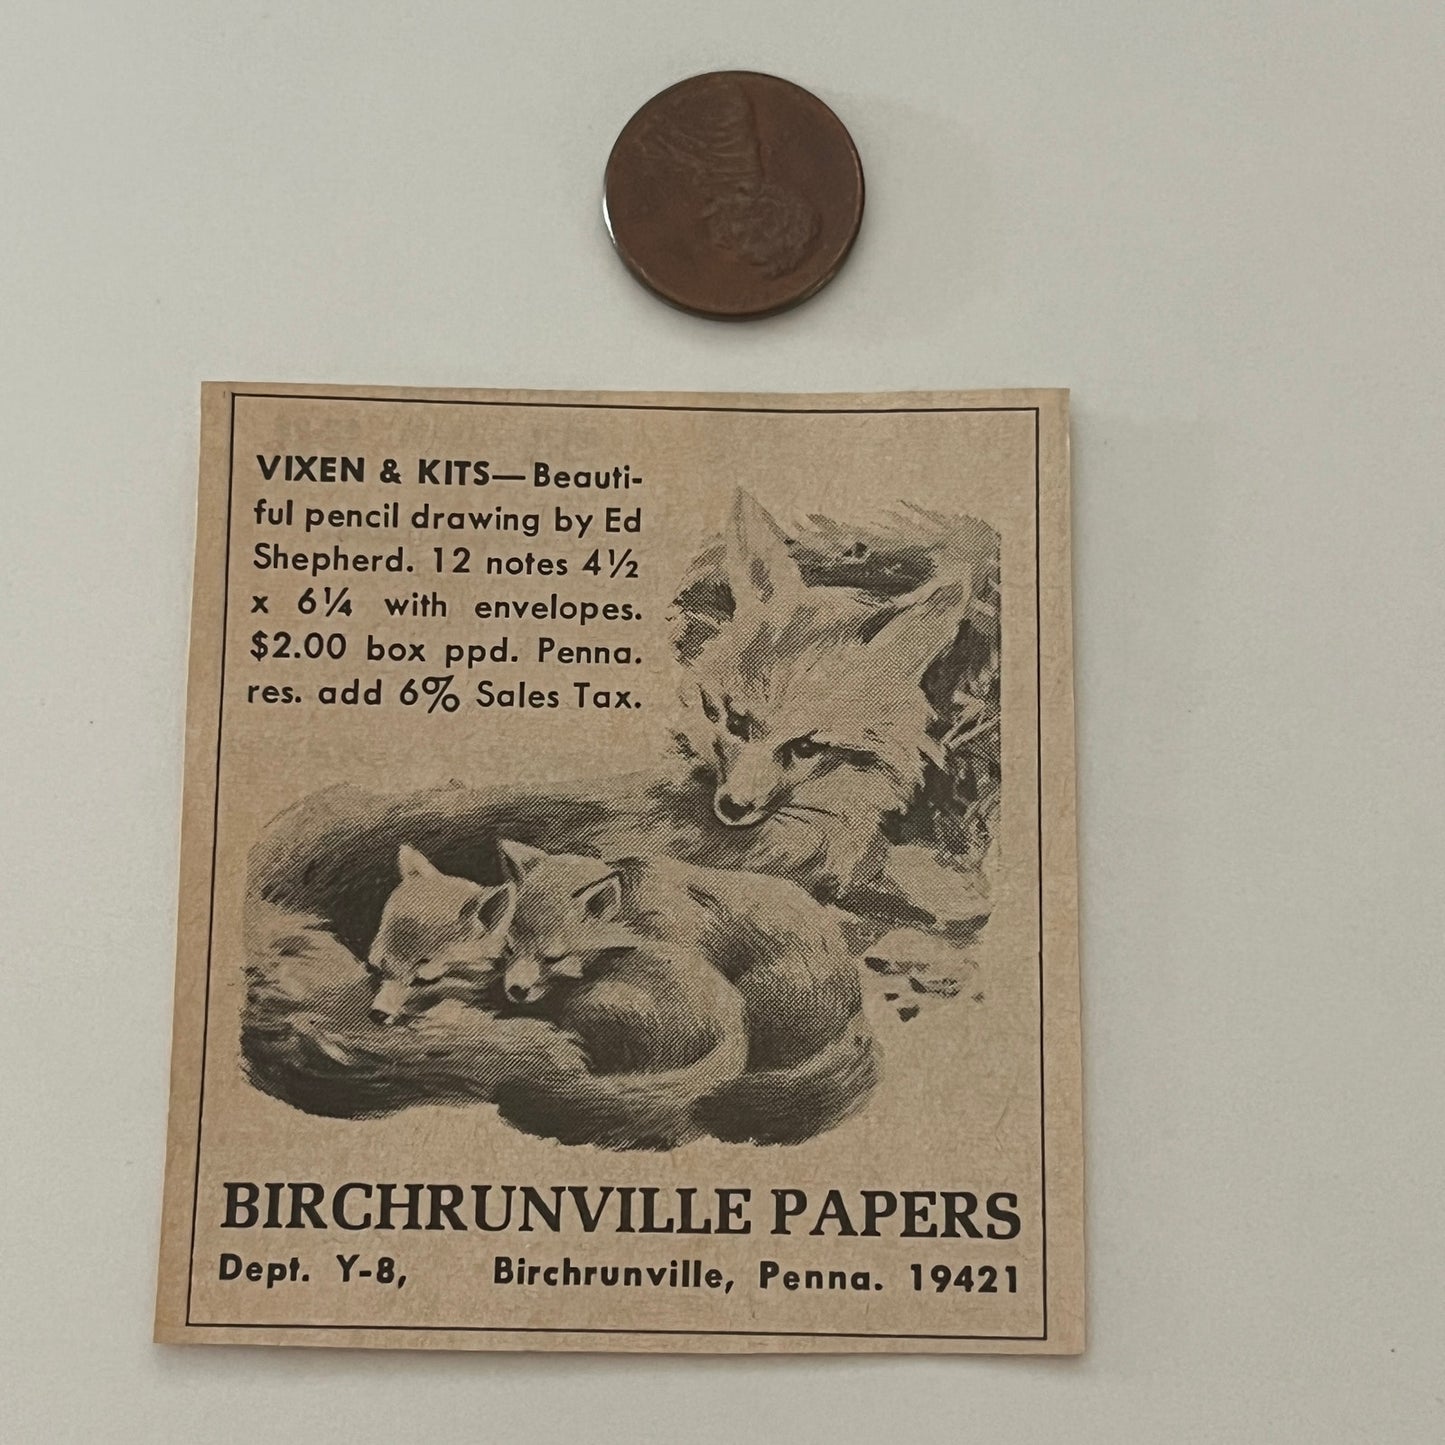 VIXEN & KITS—Beauti-
ful pencil drawing by Ed
Shepherd. 12 notes 4½
x 6¼ with envelopes.
$2.00 box ppd. Penna.
res. add 6% Sales Tax.
BIRCHRUNVILLE PAPERS
Dept. Y-8, Birchrunville, Penna. 19421